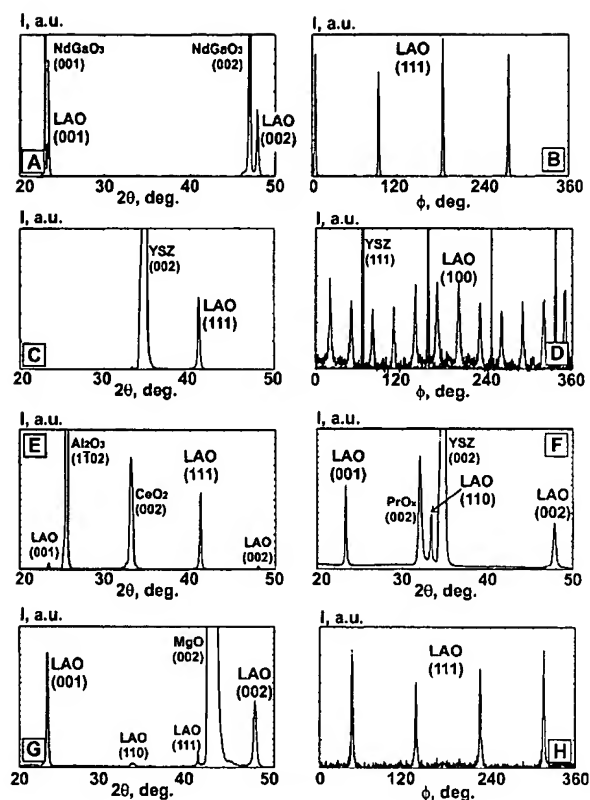 I, a.u.
NdGaO₃
(001)
NdGaO₃
(002)
LAO
(001)
LAO
(002)
A
20 30 40 50
2θ, deg.
I, a.u.
LAO
(111)
B
0 120 240 360
ϕ, deg.
I, a.u.
YSZ
(002)
LAO
(111)
C
20 30 40 50
2θ, deg.
I, a.u.
YSZ
(111)
LAO
(100)
D
0 120 240 360
ϕ, deg.
I, a.u.
E
Al₂O₃
(11̄02)
CeO₂
(002)
LAO
(111)
LAO
(001)
LAO
(002)
20 30 40 50
2θ, deg.
I, a.u.
YSZ
(002)
F
LAO
(001)
PrOₓ
(002)
LAO
(110)
LAO
(002)
20 30 40 50
2θ, deg.
I, a.u.
MgO
(002)
LAO
(001)
LAO
(002)
LAO
(110)
LAO
(111)
G
20 30 40 50
2θ, deg.
I, a.u.
LAO
(111)
H
0 120 240 360
ϕ, deg.